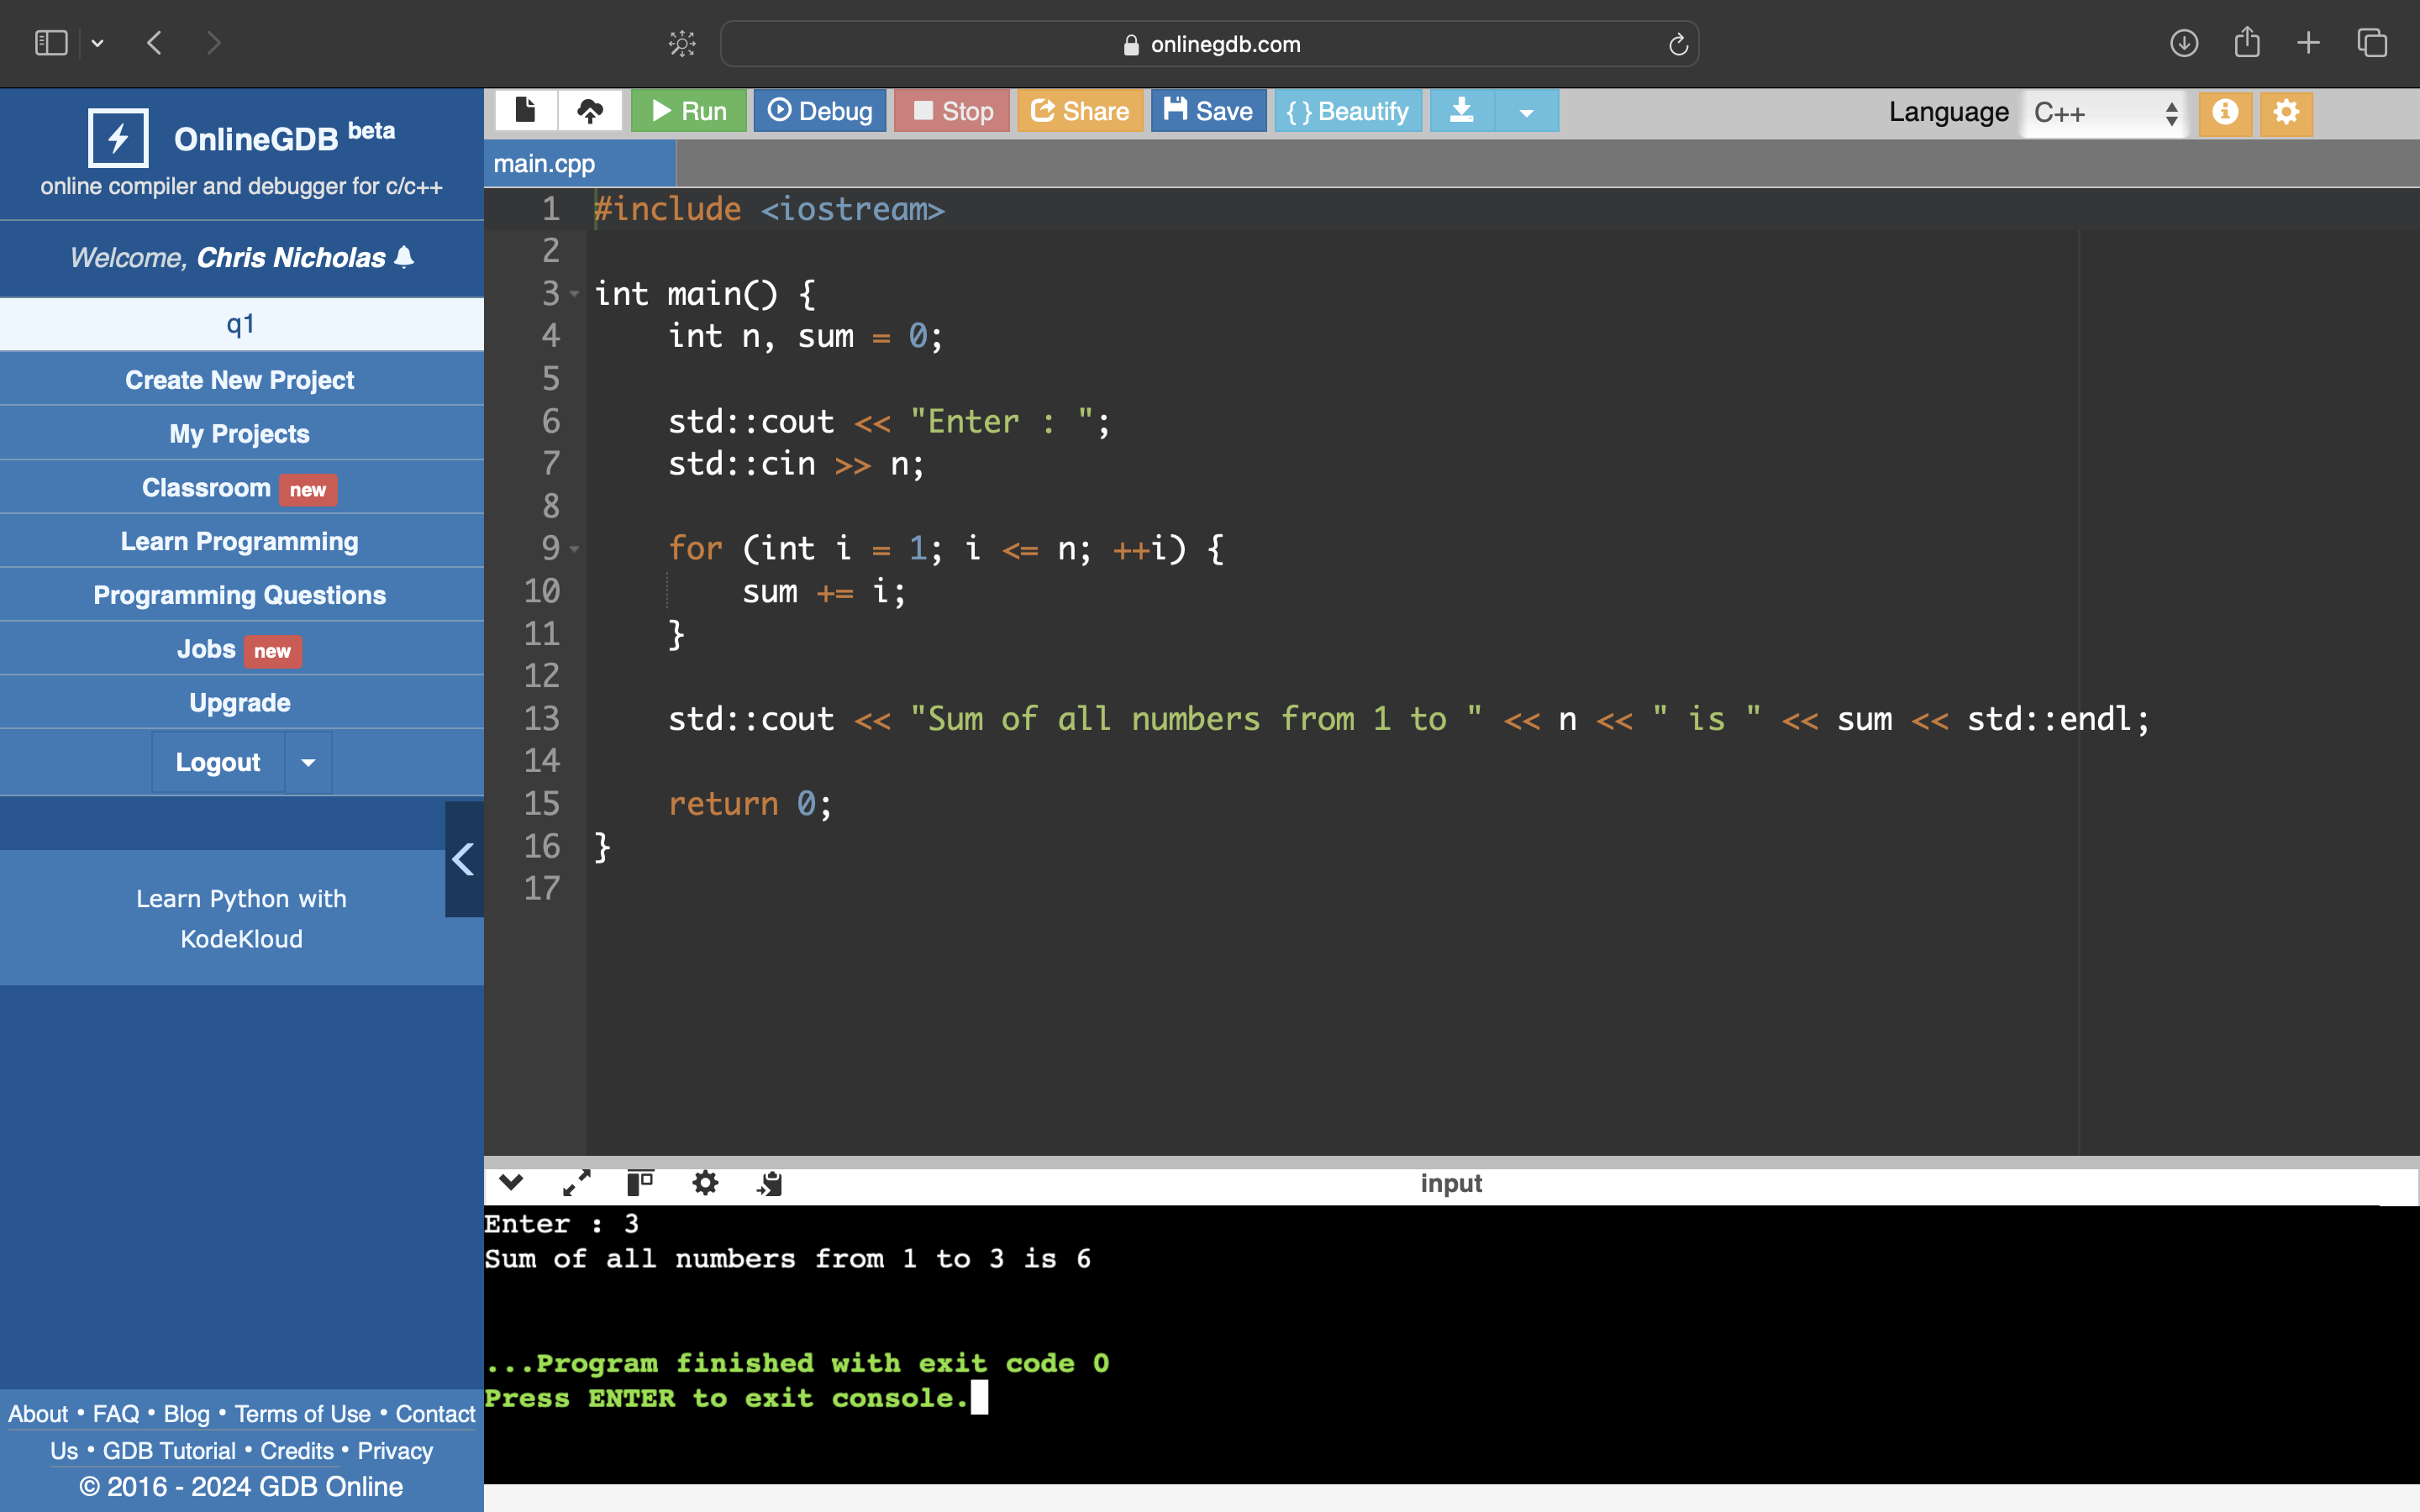 onlinegdb.com
OnlineGDB beta
online compiler and debugger for c/c++
Welcome, Chris Nicholas
q1
Create New Project
My Projects
Classroom new
Learn Programming
Programming Questions
Jobs new
Upgrade
Logout
Learn Python with
KodeKloud
About • FAQ • Blog • Terms of Use • Contact
Us • GDB Tutorial • Credits • Privacy
© 2016 - 2024 GDB Online
Run Debug Stop Share Save {} Beautify Language C++
main.cpp
1 #include <iostream>
2
3 int main() {
4     int n, sum = 0;
5
6     std::cout << "Enter : ";
7     std::cin >> n;
8
9     for (int i = 1; i <= n; ++i) {
10         sum += i;
11     }
12
13     std::cout << "Sum of all numbers from 1 to " << n << " is " << sum << std::endl;
14
15     return 0;
16 }
17
input
Enter : 3
Sum of all numbers from 1 to 3 is 6
...Program finished with exit code 0
Press ENTER to exit console.